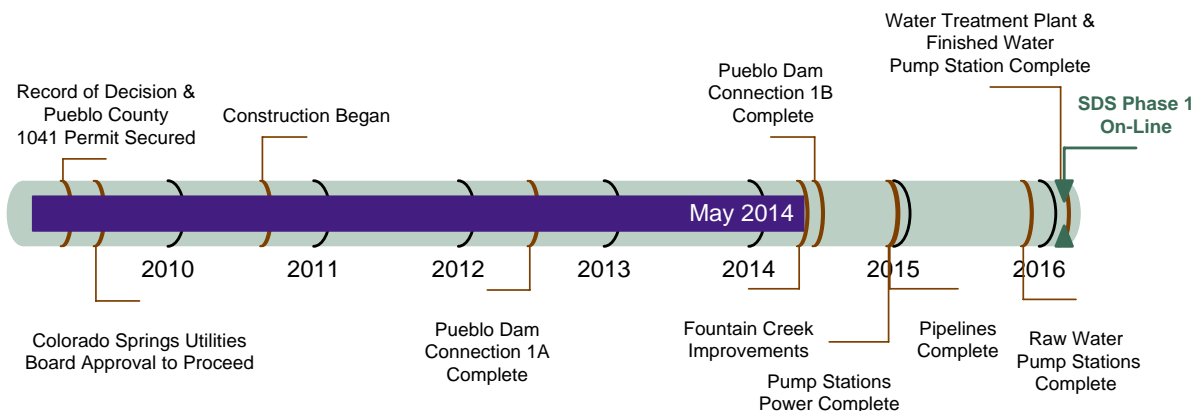 Record of Decision &
Pueblo County
1041 Permit Secured
Construction Began
Pueblo Dam
Connection 1B
Complete
Water Treatment Plant &
Finished Water
Pump Station Complete
SDS Phase 1
On-Line
May 2014
2010
2011
2012
2013
2014
2015
2016
Colorado Springs Utilities
Board Approval to Proceed
Pueblo Dam
Connection 1A
Complete
Fountain Creek
Improvements
Pump Stations
Power Complete
Pipelines
Complete
Raw Water
Pump Stations
Complete